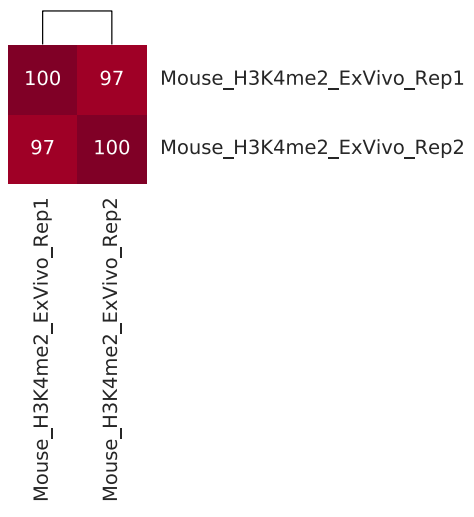 100 97 Mouse_H3K4me2_ExVivo_Rep1
97 100 Mouse_H3K4me2_ExVivo_Rep2
Mouse_H3K4me2_ExVivo_Rep1
Mouse_H3K4me2_ExVivo_Rep2